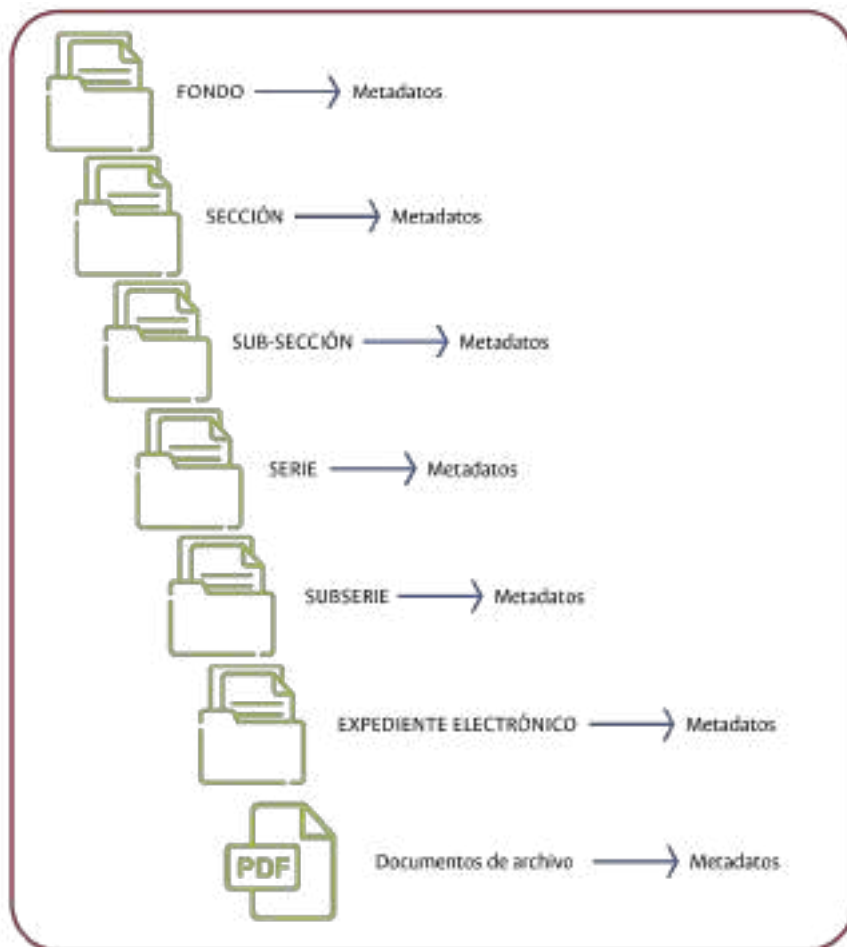 FONDO Metadatos
SECCIÓN Metadatos
SUB-SECCIÓN Metadatos
SERIE Metadatos
SUBSERIE Metadatos
EXPEDIENTE ELECTRÓNICO Metadatos
PDF Documentos de archivo Metadatos